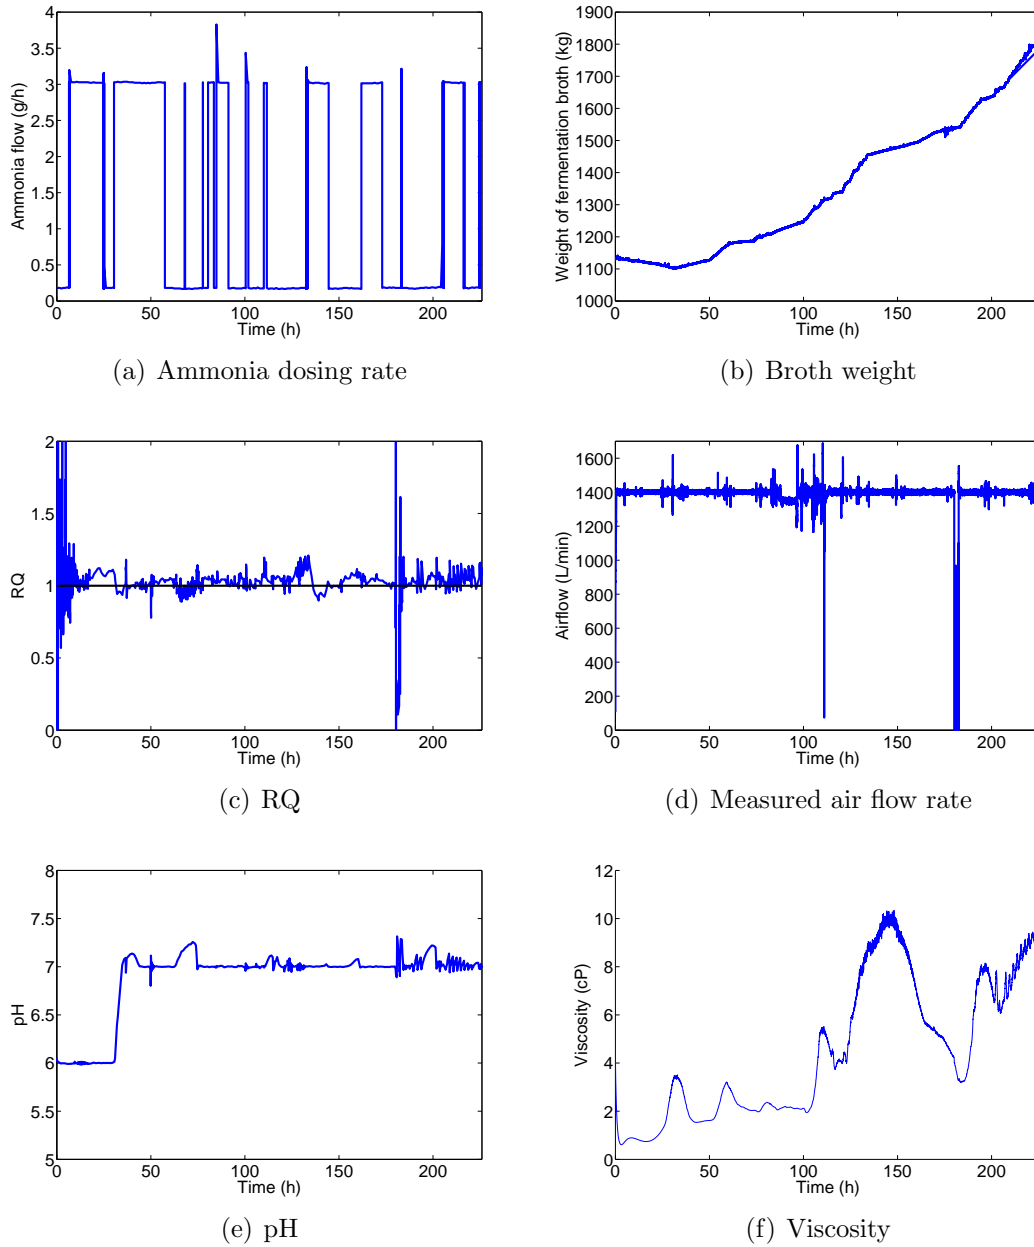 4
3.5
3
2.5
2
1.5
1
0.5
0
Ammonia flow (g/h)
0 50 100 150 200
Time (h)
(a) Ammonia dosing rate
1900
1800
1700
1600
1500
1400
1300
1200
1100
1000
Weight of fermentation broth (kg)
0 50 100 150 200
Time (h)
(b) Broth weight
2
1.5
1
0.5
0
RQ
0 50 100 150 200
Time (h)
(c) RQ
1600
1400
1200
1000
800
600
400
200
0
Airflow (L/min)
0 50 100 150 200
Time (h)
(d) Measured air flow rate
8
7.5
7
6.5
6
5.5
5
pH
0 50 100 150 200
Time (h)
(e) pH
12
10
8
6
4
2
0
Viscosity (cP)
0 50 100 150 200
Time (h)
(f) Viscosity